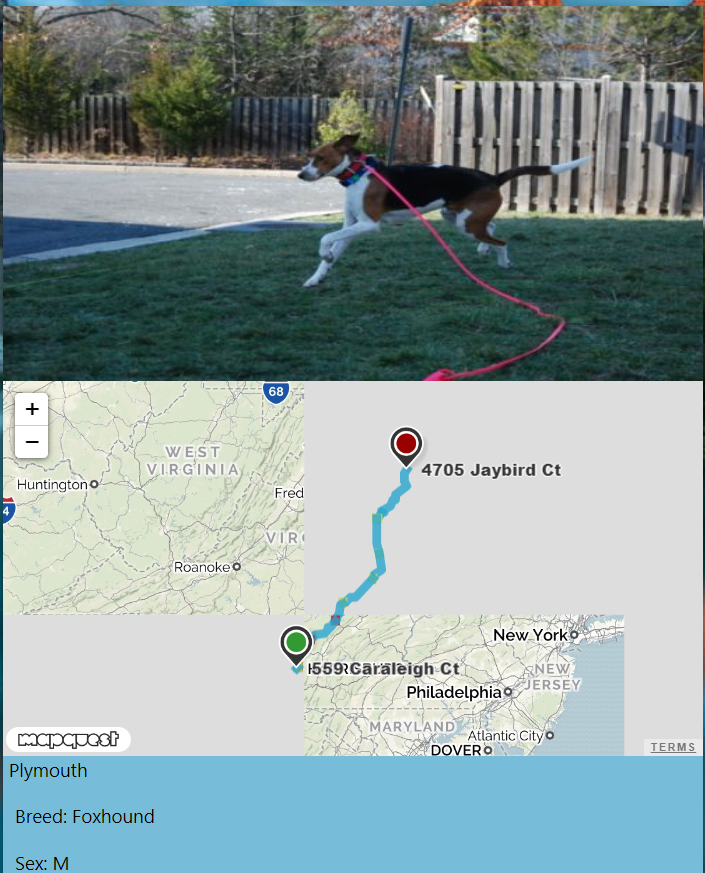 68
+
−
WEST
VIRGINIA
4705 Jaybird Ct
Huntington
Fred
4
VIRG
Roanoke
559 Caraleigh Ct
New York
NEW
JERSEY
Philadelphia
MARYLAND
Atlantic City
mapquest
DOVER
TERMS
Plymouth
Breed: Foxhound
Sex: M